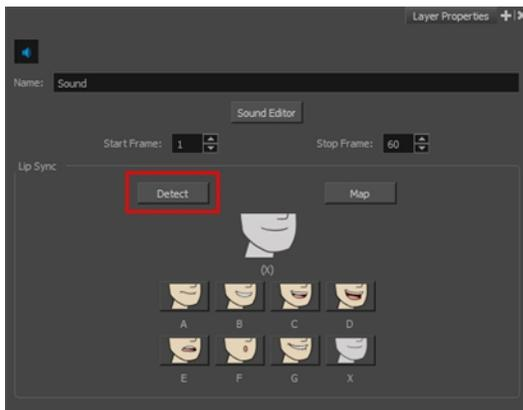 Layer Properties
Name: Sound
Sound Editor
Start Frame: 1 Stop Frame: 60
Lip Sync
Detect Map
(X)
A B C D
E F G X